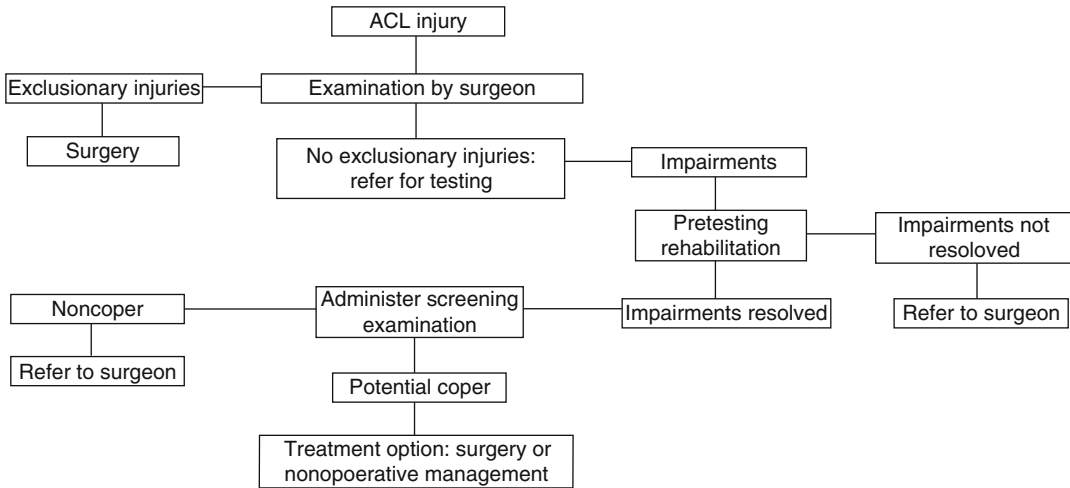 ACL injury
Exclusionary injuries
Examination by surgeon
Surgery
No exclusionary injuries:
refer for testing
Impairments
Pretesting
rehabilitation
Impairments not
resoloved
Noncoper
Administer screening
examination
Impairments resolved
Refer to surgeon
Refer to surgeon
Potential coper
Treatment option: surgery or
nonopoerative management